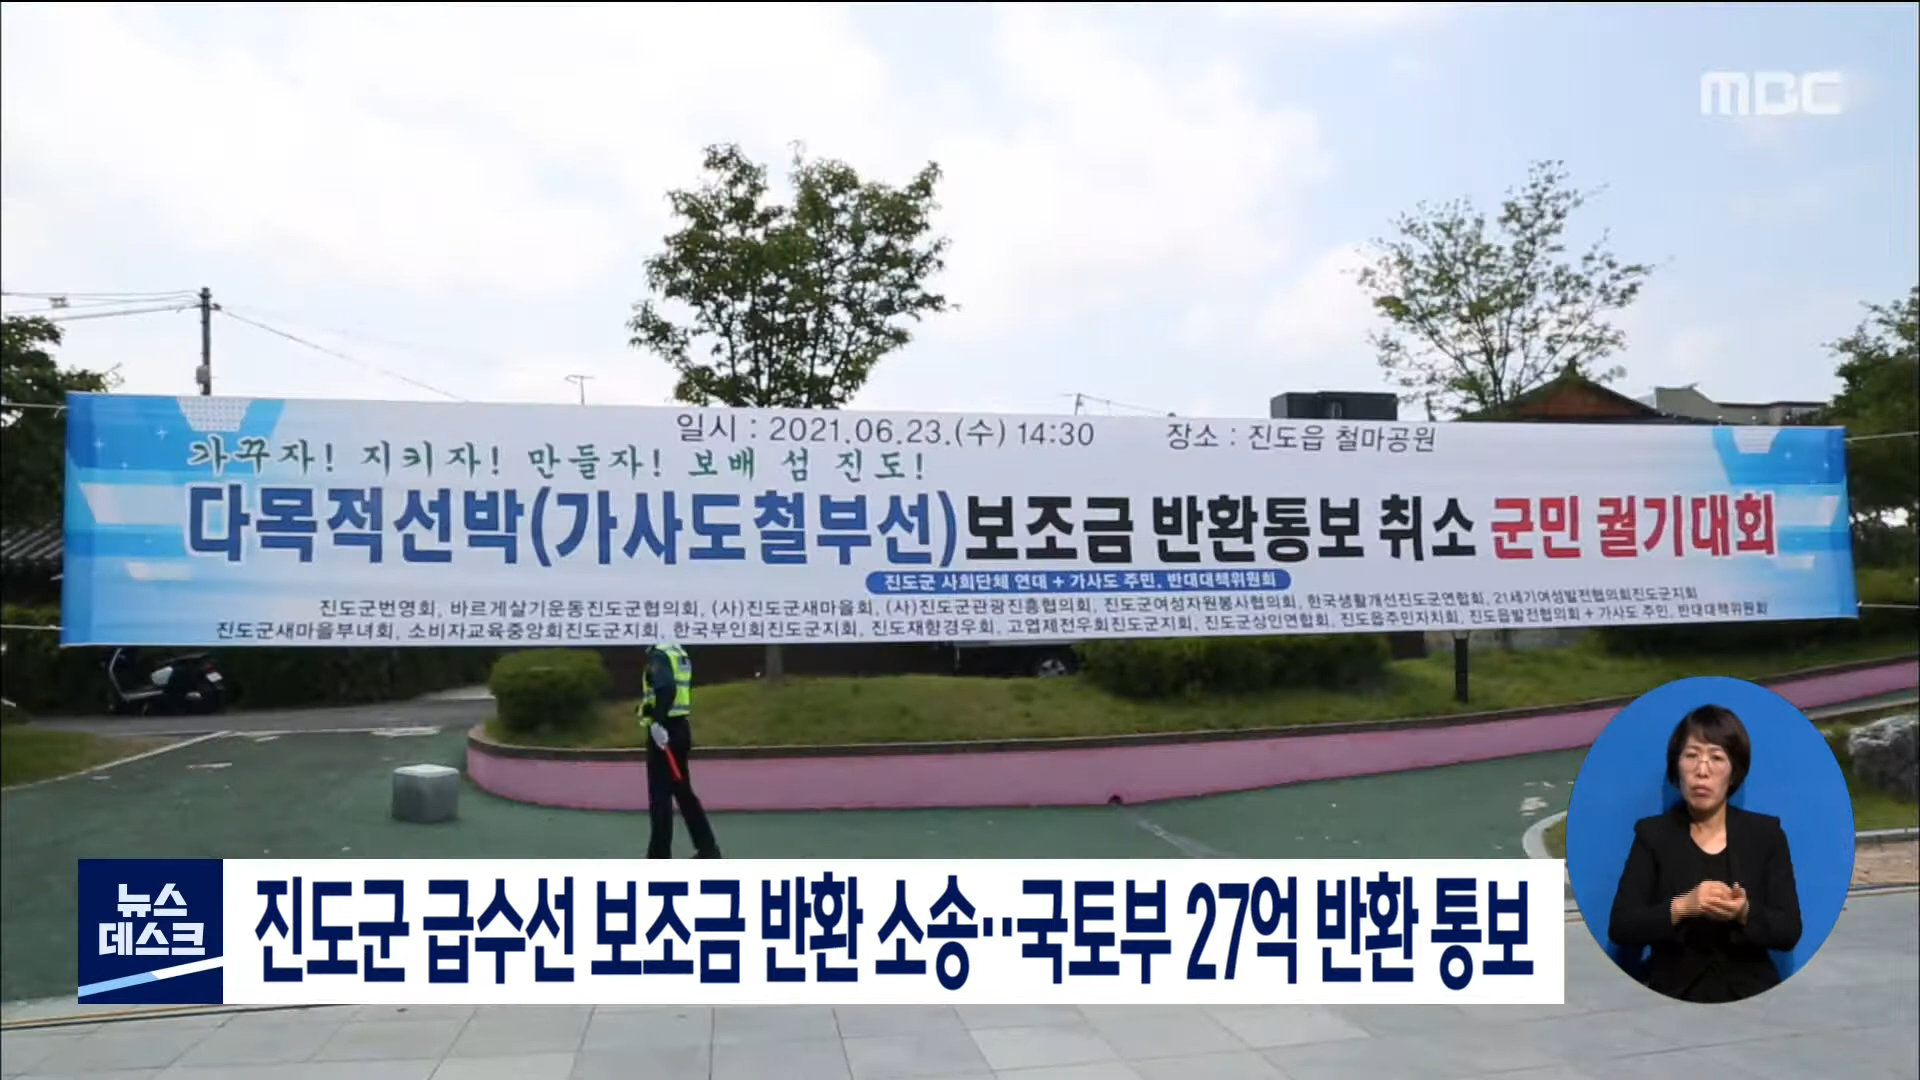 MBC
일시 : 2021.06.23.(수) 14:30 장소 : 진도읍 철마공원
가꾸자! 지키자! 만들자! 보배 섬 진도!
다목적선박(가사도철부선)보조금 반환통보 취소 군민 궐기대회
진도군 사회단체 연대 + 가사도 주민. 반대대책위원회
진도군번영회, 바르게살기운동진도군협의회, (사)진도군새마을회, (사)진도군관광진흥협의회, 진도군여성자원봉사협의회, 한국생활개선진도군연합회, 21세기여성발전협의회진도군지회
진도군새마을부녀회, 소비자교육중앙회진도군지회, 한국부인회진도군지회, 진도재향경우회, 고엽제전우회진도군지회, 진도군상인연합회, 진도읍주민자치회, 진도읍발전협의회 + 가사도 주민. 반대대책위원회
뉴스
데스크
진도군 급수선 보조금 반환 소송··국토부 27억 반환 통보